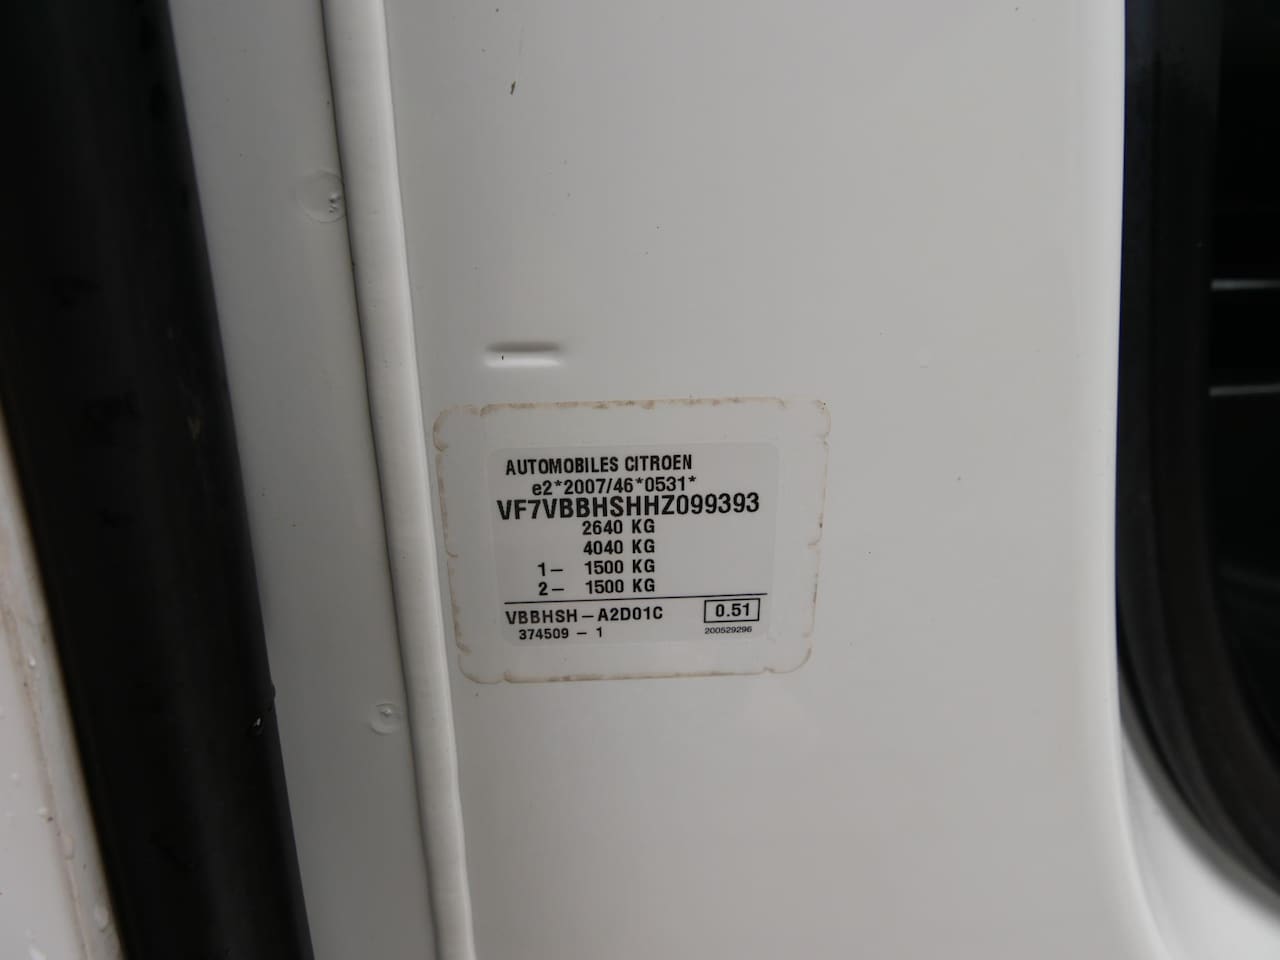 AUTOMOBILES CITROEN
e2*2007/46*0531*
VF7VBBHSHHZ099393
2640 KG
4040 KG
1– 1500 KG
2– 1500 KG
VBBHSH–A2D01C 0.51
374509 – 1 200529296